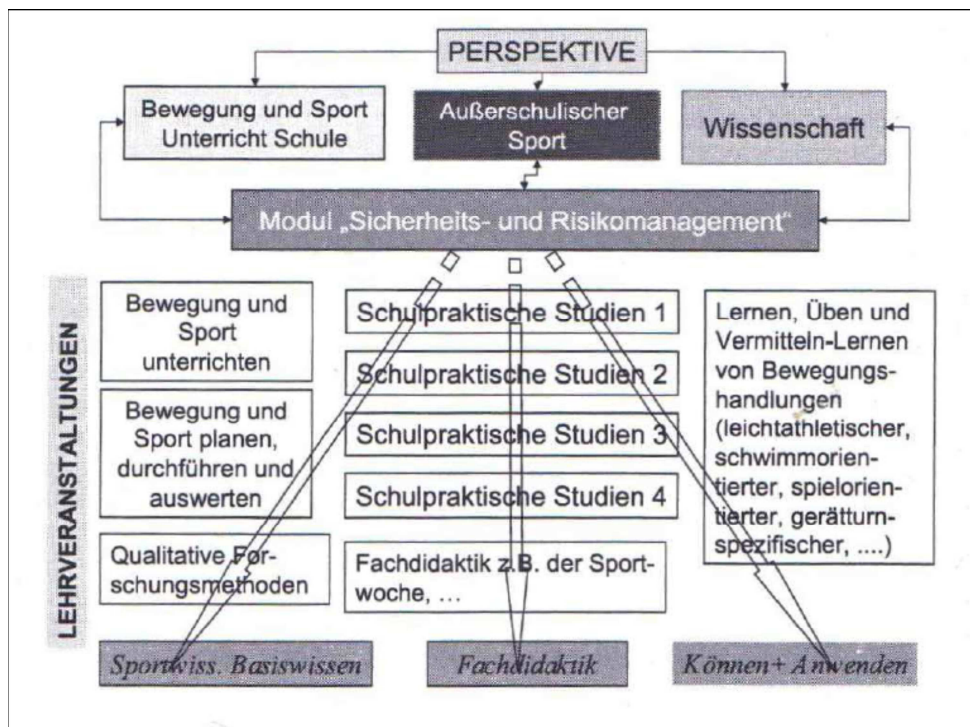 PERSPEKTIVE
Bewegung und Sport
Unterricht Schule
Außerschulischer
Sport
Wissenschaft
Modul „Sicherheits- und Risikomanagement“
LEHRVERANSTALTUNGEN
Bewegung und
Sport
unterrichten
Bewegung und
Sport planen,
durchführen und
auswerten
Qualitative For-
schungsmethoden
Schulpraktische Studien 1
Schulpraktische Studien 2
Schulpraktische Studien 3
Schulpraktische Studien 4
Fachdidaktik z.B. der Sport-
woche, ...
Lernen, Üben und
Vermitteln-Lernen
von Bewegungs-
handlungen
(leichtathletischer,
schwimmorien-
tierter, spielorien-
tierter, gerätturn-
spezifischer, ....)
Sportwiss. Basiswissen
Fachdidaktik
Können+ Anwenden